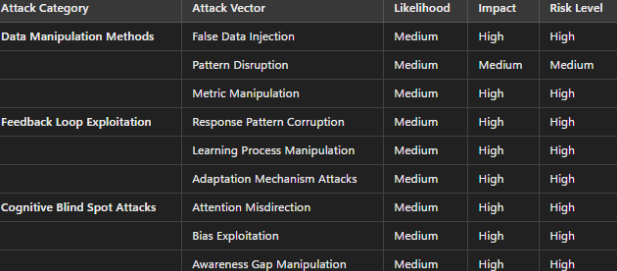 Attack Category Attack Vector Likelihood Impact Risk Level
Data Manipulation Methods False Data Injection Medium High High
Pattern Disruption Medium Medium Medium
Metric Manipulation Medium High High
Feedback Loop Exploitation Response Pattern Corruption Medium High High
Learning Process Manipulation Medium High High
Adaptation Mechanism Attacks Medium High High
Cognitive Blind Spot Attacks Attention Misdirection Medium High High
Bias Exploitation Medium High High
Awareness Gap Manipulation Medium High High